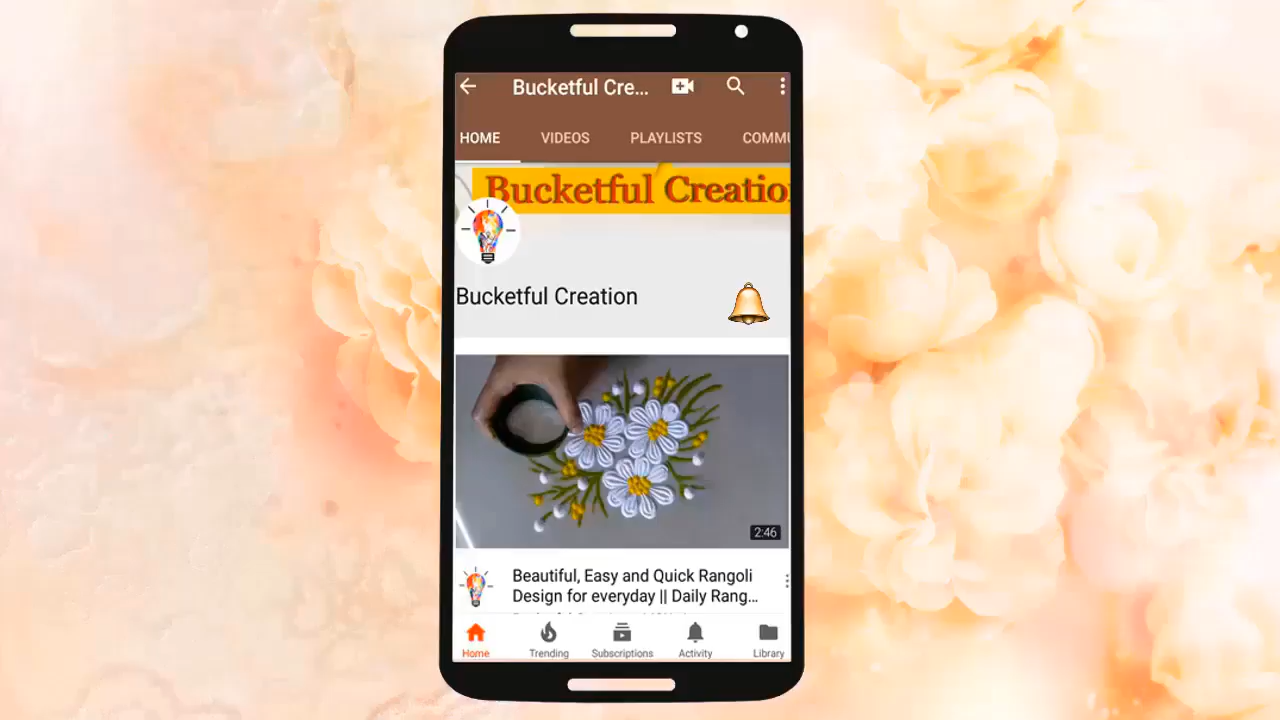 Bucketful Cre...
HOME VIDEOS PLAYLISTS COMMU
Bucketful Creation
Bucketful Creation
2:46
Beautiful, Easy and Quick Rangoli
Design for everyday || Daily Rang...
Home Trending Subscriptions Activity Library